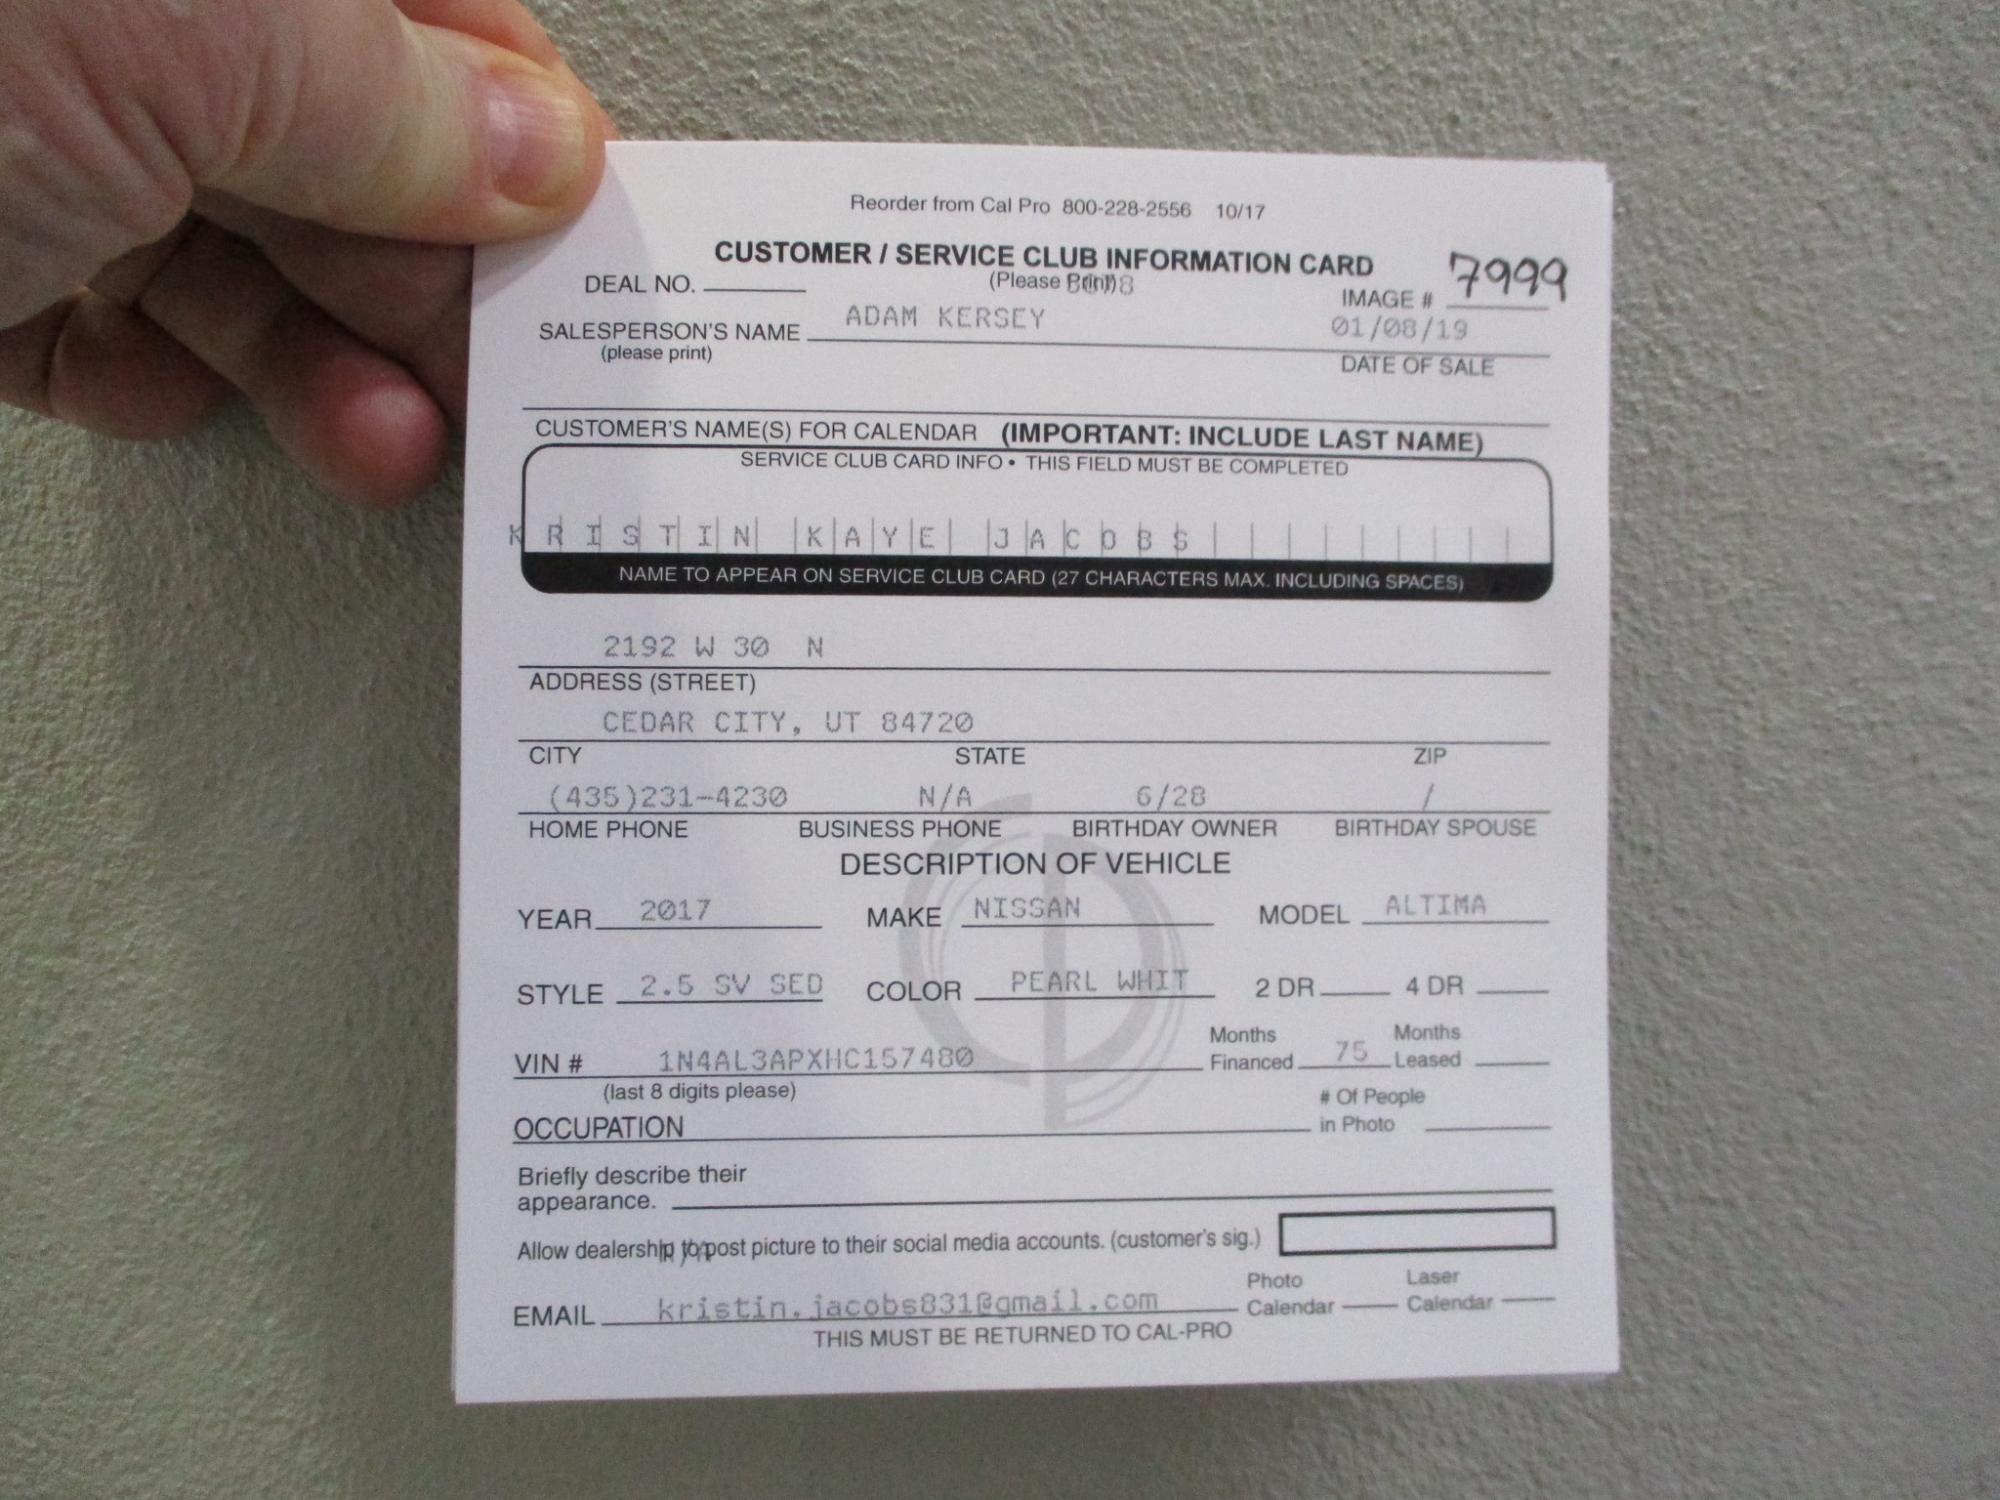 Reorder from Cal Pro 800-228-2556 10/17
CUSTOMER / SERVICE CLUB INFORMATION CARD
(Please Print)
DEAL NO.
IMAGE # 7999
SALESPERSON'S NAME ADAM KERSEY 01/08/19
(please print) DATE OF SALE
CUSTOMER'S NAME(S) FOR CALENDAR (IMPORTANT: INCLUDE LAST NAME)
SERVICE CLUB CARD INFO • THIS FIELD MUST BE COMPLETED
KRISTIN KAYE JACOBS
NAME TO APPEAR ON SERVICE CLUB CARD (27 CHARACTERS MAX. INCLUDING SPACES)
2192 W 30 N
ADDRESS (STREET)
CEDAR CITY, UT 84720
CITY STATE ZIP
(435)231-4230 N/A 6/28 /
HOME PHONE BUSINESS PHONE BIRTHDAY OWNER BIRTHDAY SPOUSE
DESCRIPTION OF VEHICLE
YEAR 2017 MAKE NISSAN MODEL ALTIMA
STYLE 2.5 SV SED COLOR PEARL WHIT 2 DR 4 DR
VIN # 1N4AL3APXHC157480 Months Financed 75 Months Leased
(last 8 digits please)
OCCUPATION # Of People in Photo
Briefly describe their
appearance.
Allow dealership to post picture to their social media accounts. (customer's sig.)
EMAIL kristin.jacobs831@gmail.com Photo Calendar Laser Calendar
THIS MUST BE RETURNED TO CAL-PRO